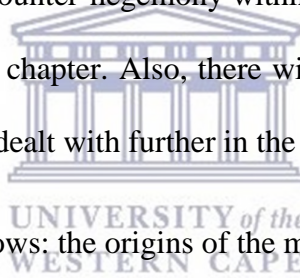 counter-hegemony within
chapter. Also, there wi
dealt with further in the
UNIVERSITY of the
ows: the origins of the m
WESTERN CAPE